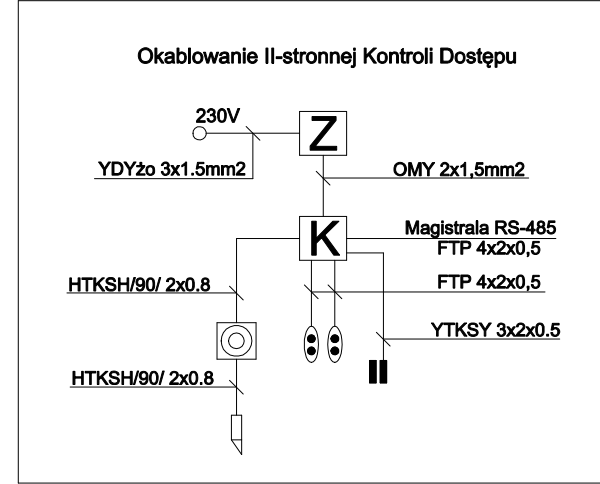 Okablowanie II-stronnej Kontroli Dostępu
230V
Z
YDYżo 3x1.5mm2
OMY 2x1,5mm2
K
Magistrala RS-485
FTP 4x2x0,5
HTKSH/90/ 2x0.8
FTP 4x2x0,5
YTKSY 3x2x0.5
HTKSH/90/ 2x0.8